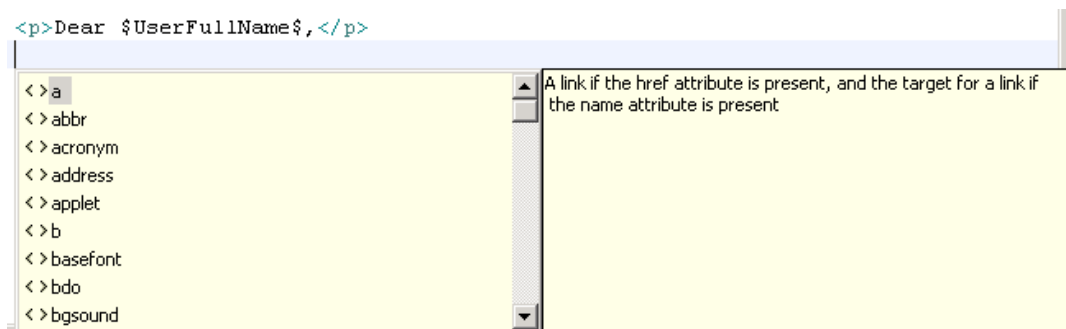 <p>Dear $UserFullName$,</p>
< > a
< > abbr
< > acronym
< > address
< > applet
< > b
< > basefont
< > bdo
< > bgsound
A link if the href attribute is present, and the target for a link if
the name attribute is present